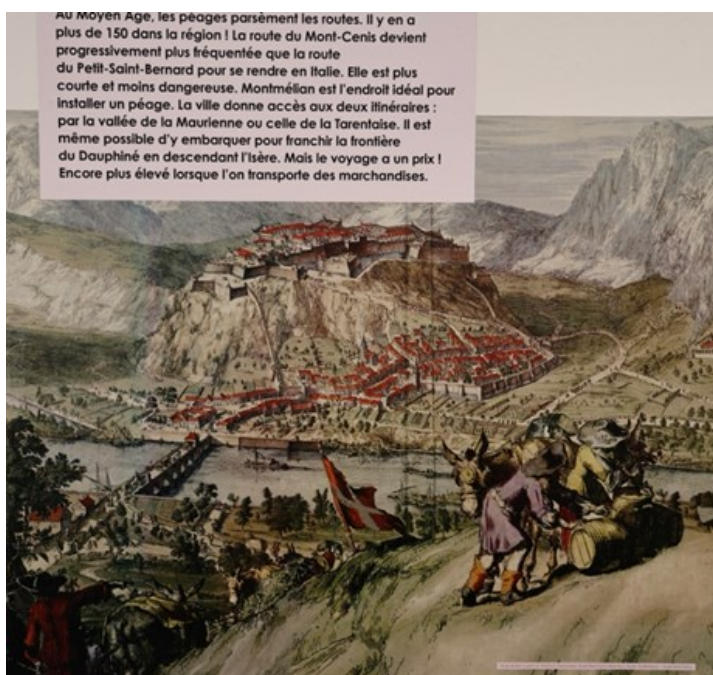 Au Moyen Âge, les péages parsèment les routes. Il y en a
plus de 150 dans la région ! La route du Mont-Cenis devient
progressivement plus fréquentée que la route
du Petit-Saint-Bernard pour se rendre en Italie. Elle est plus
courte et moins dangereuse. Montmélian est l'endroit idéal pour
installer un péage. La ville donne accès aux deux itinéraires :
par la vallée de la Maurienne ou celle de la Tarentaise. Il est
même possible d'y embarquer pour franchir la frontière
du Dauphiné en descendant l'Isère. Mais le voyage a un prix !
Encore plus élevé lorsque l'on transporte des marchandises.